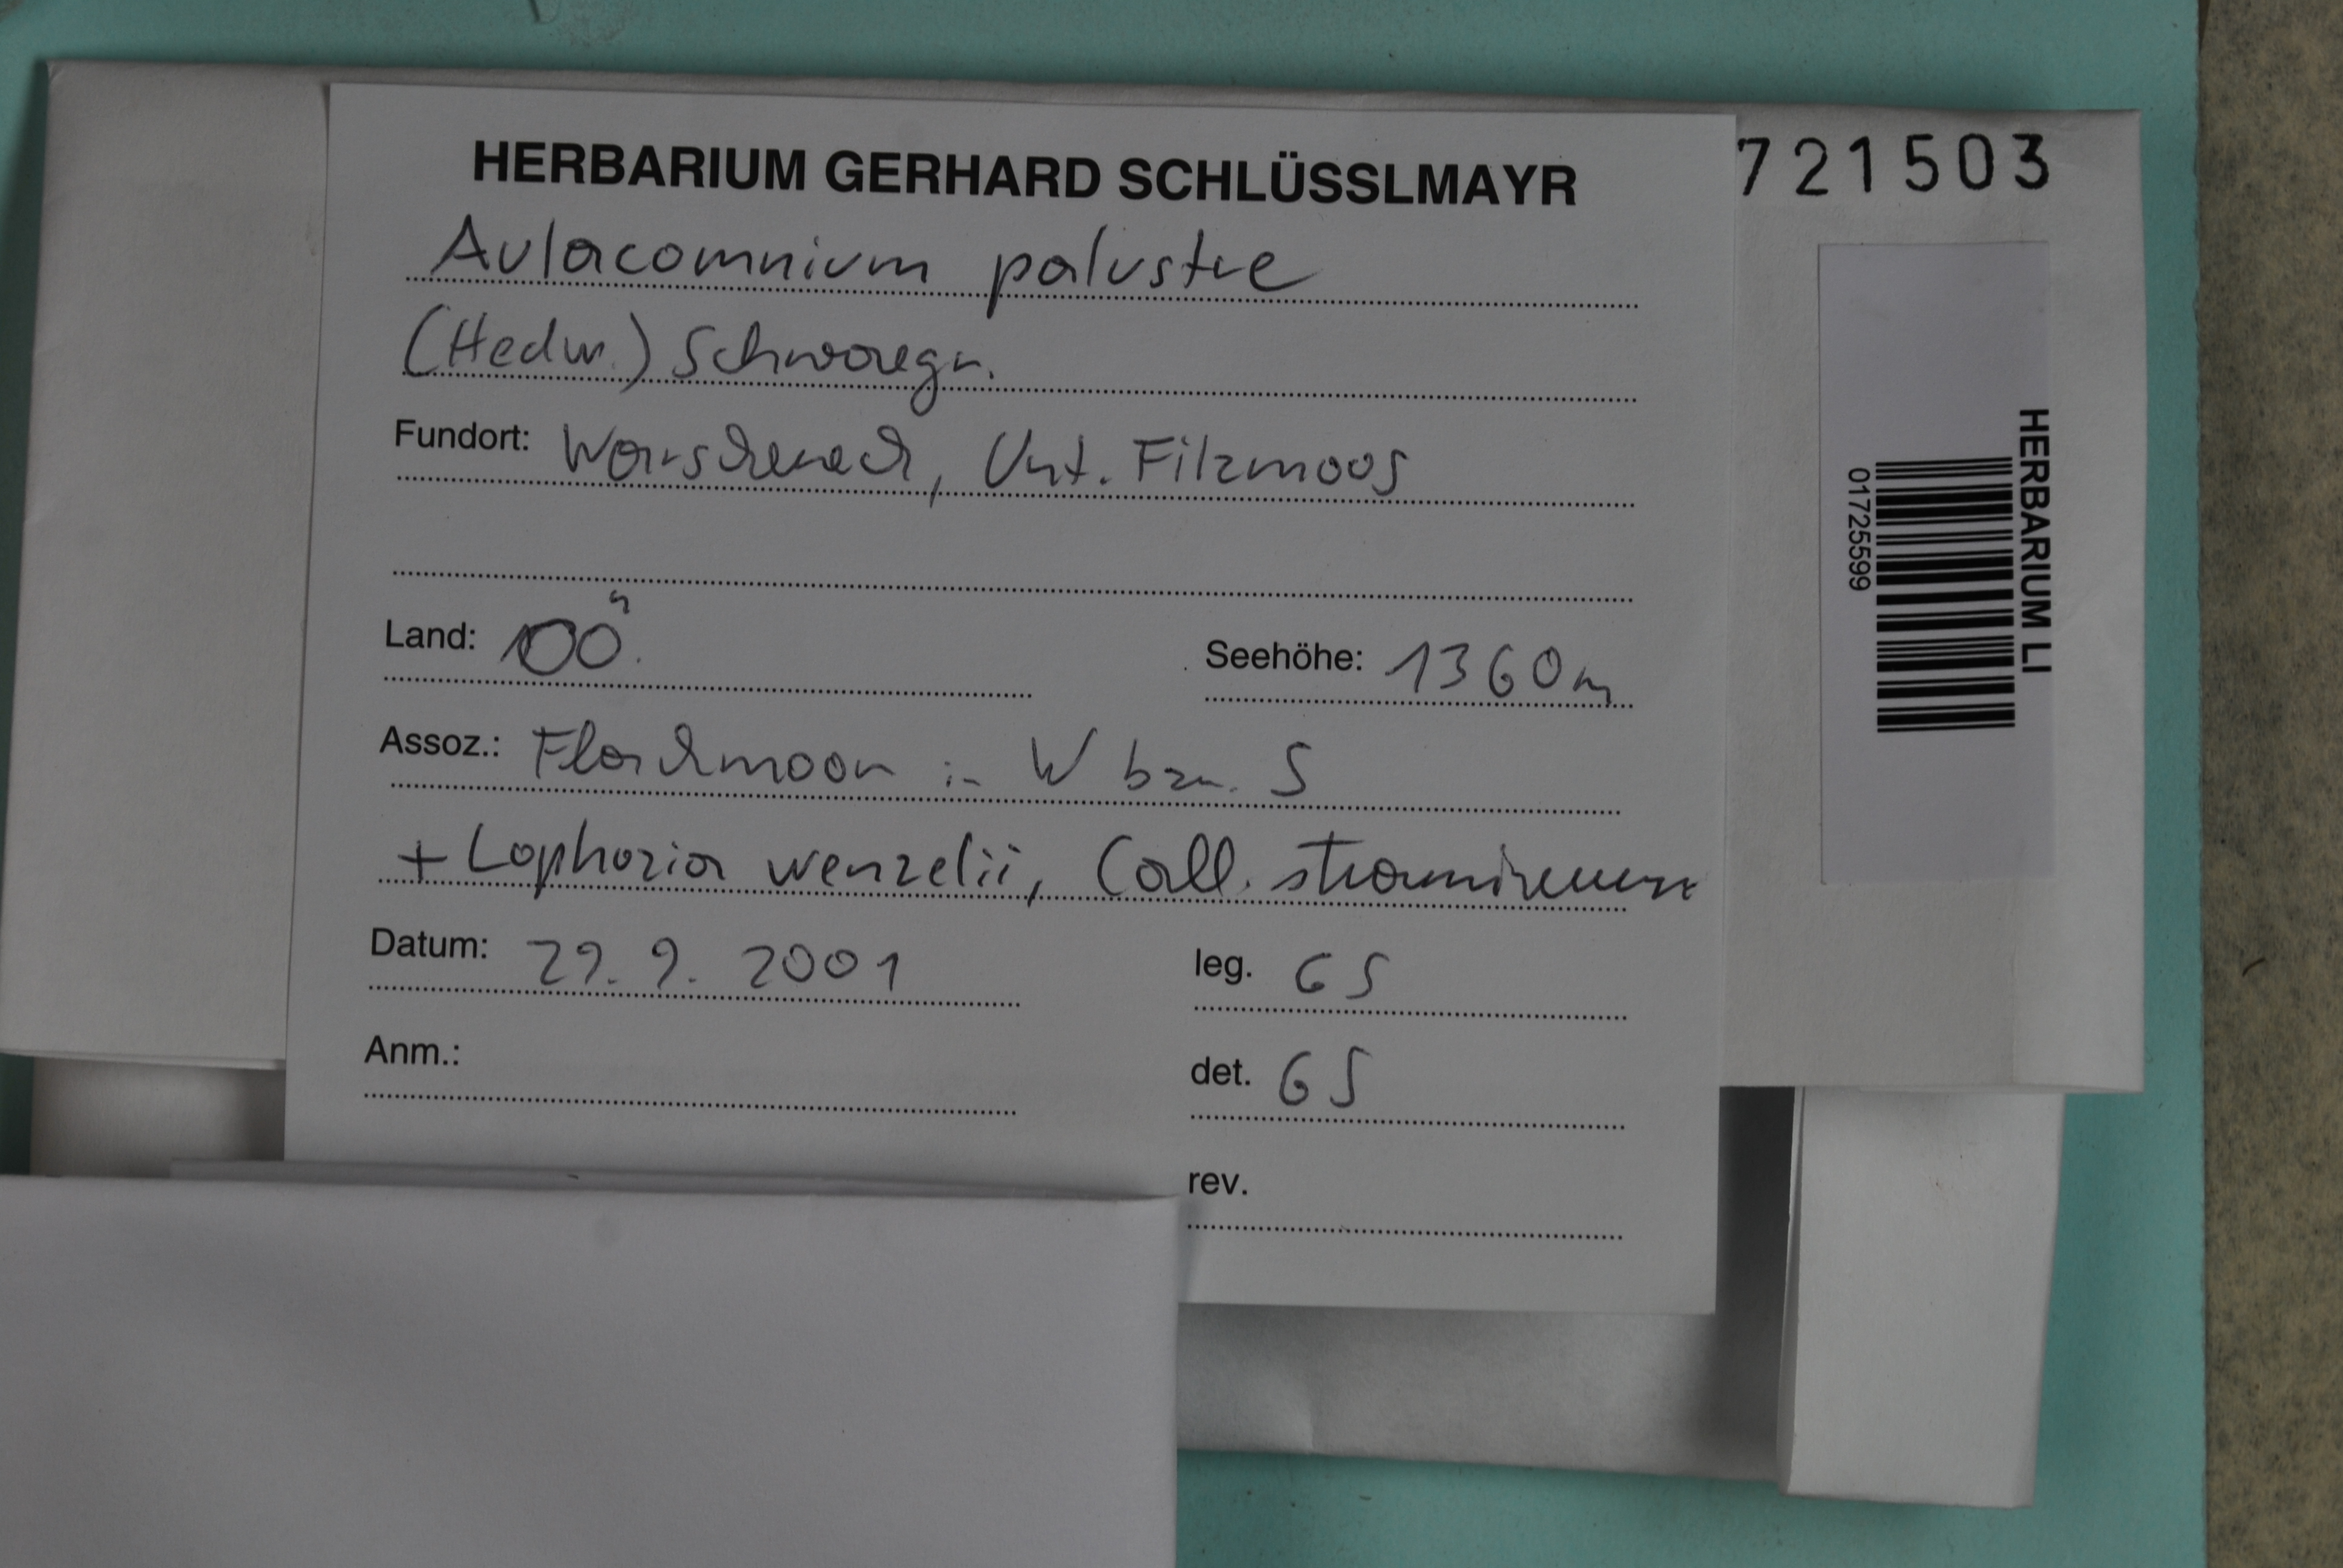 HERBARIUM GERHARD SCHLÜSSLMAYR
721503
Aulacomnium palustre
(Hedw.) Schwaegr.
Fundort: Warscheneck, Unt. Filzmoos
Land: OÖ.
Seehöhe: 1360m
Assoz.: Flachmoor in W bzw. S
+ Lophozia wenzelii, Call. stramineum
Datum: 29. 9. 2001
leg. GS
Anm.:
det. GS
rev.
HERBARIUM LI
01725599